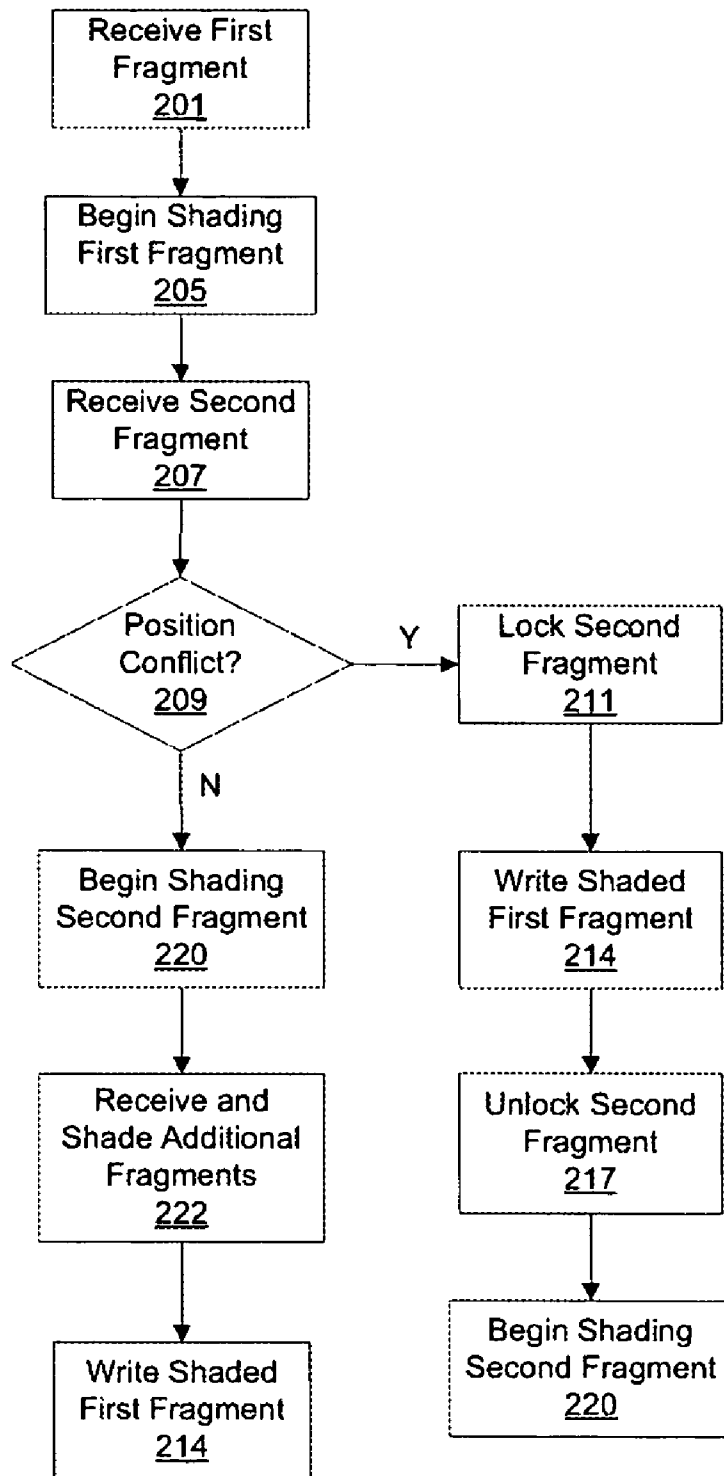 Receive First
Fragment
201
Begin Shading
First Fragment
205
Receive Second
Fragment
207
Position
Conflict?
209
Y
N
Lock Second
Fragment
211
Write Shaded
First Fragment
214
Unlock Second
Fragment
217
Begin Shading
Second Fragment
220
Begin Shading
Second Fragment
220
Receive and
Shade Additional
Fragments
222
Write Shaded
First Fragment
214